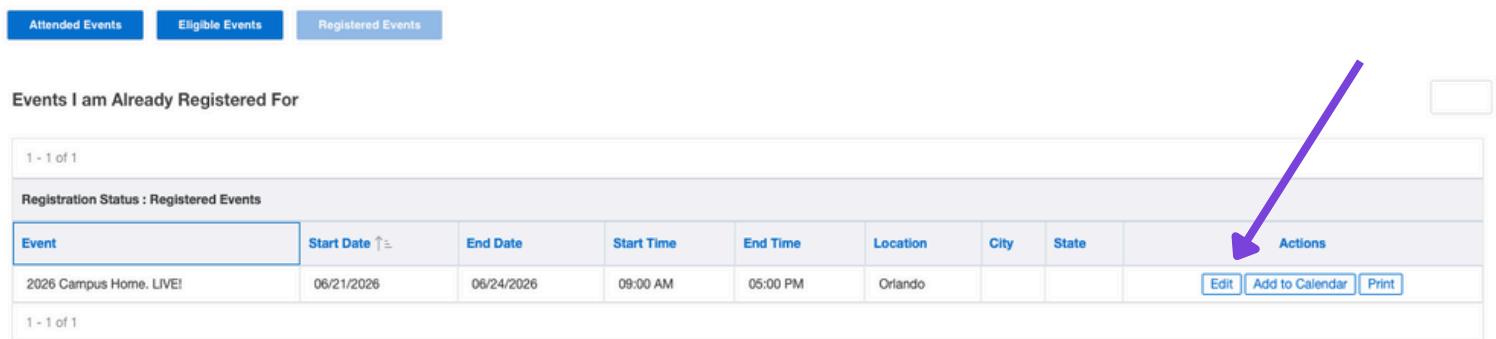 Attended Events Eligible Events Registered Events
Events I am Already Registered For
1 - 1 of 1
Registration Status : Registered Events
Event Start Date End Date Start Time End Time Location City State Actions
2026 Campus Home. LIVE! 06/21/2026 06/24/2026 09:00 AM 05:00 PM Orlando Edit Add to Calendar Print
1 - 1 of 1